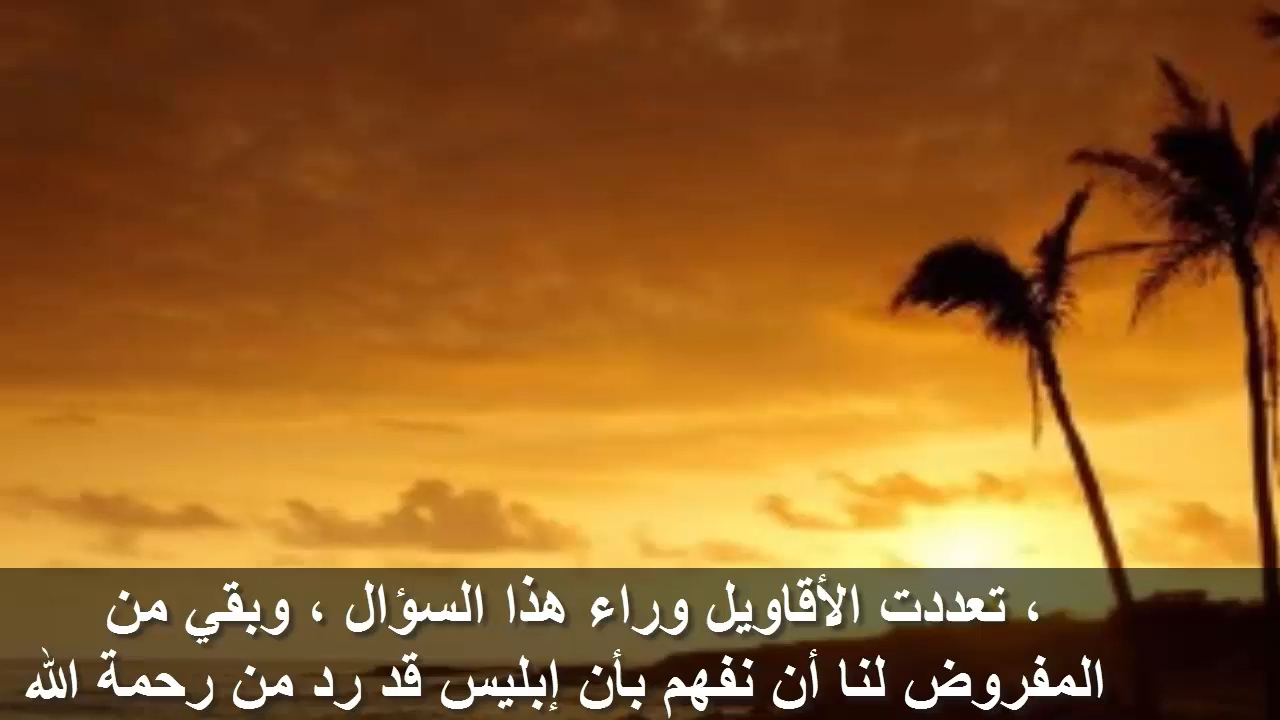 ، تعددت الأقاويل وراء هذا السؤال ، وبقي من
المفروض لنا أن نفهم بأن إبليس قد رد من رحمة الله